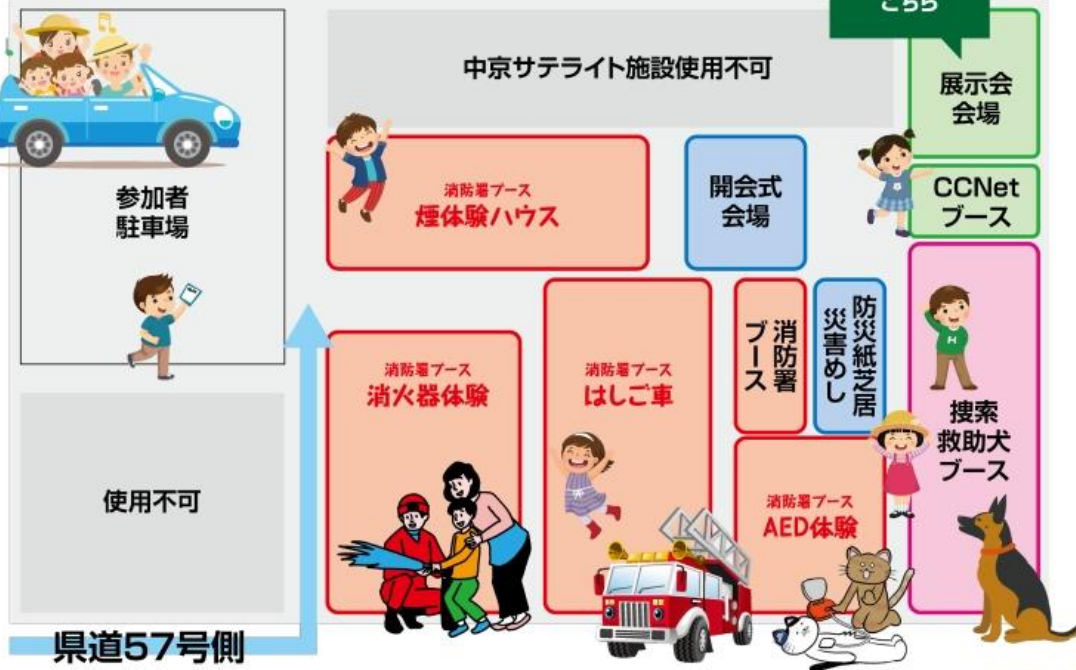 こちら
中京サテライト施設使用不可
展示会
会場
参加者
駐車場
消防署ブース
煙体験ハウス
開会式
会場
CCNet
ブース
消防署ブース
消火器体験
消防署ブース
はしご車
消防署
ブース
防災紙芝居
災害めし
H
捜索
救助犬
ブース
使用不可
消防署ブース
AED体験
県道57号側